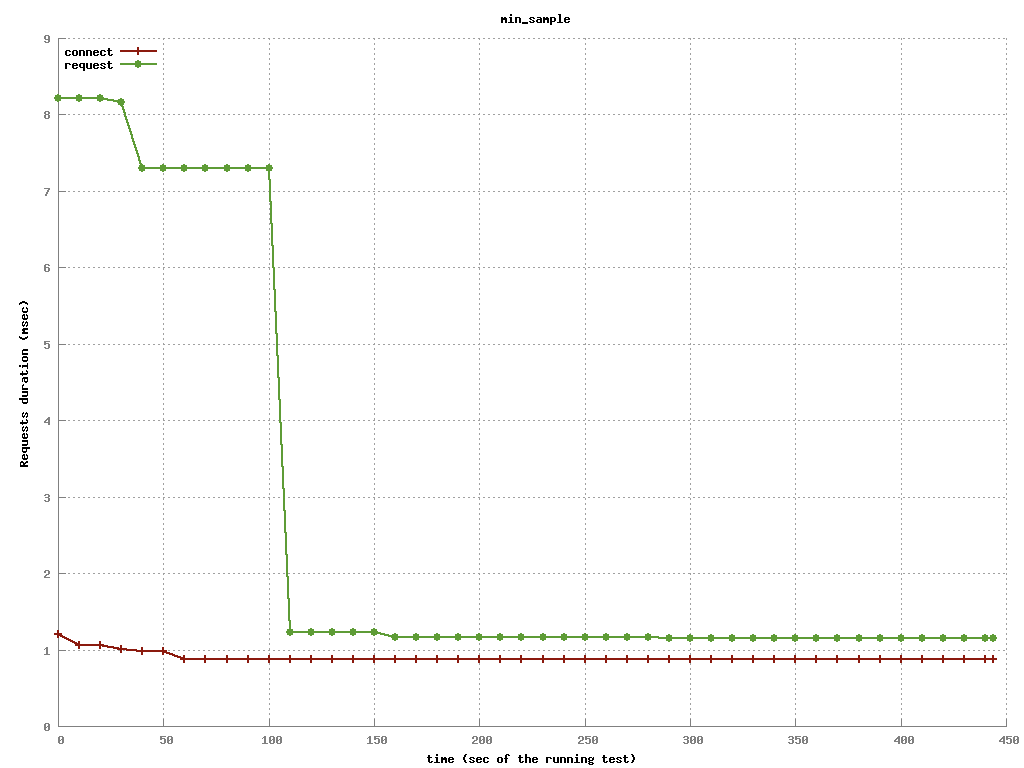 min_sample
connect
request
9
8
7
6
5
4
3
2
1
0
Requests duration (msec)
0 50 100 150 200 250 300 350 400 450
time (sec of the running test)